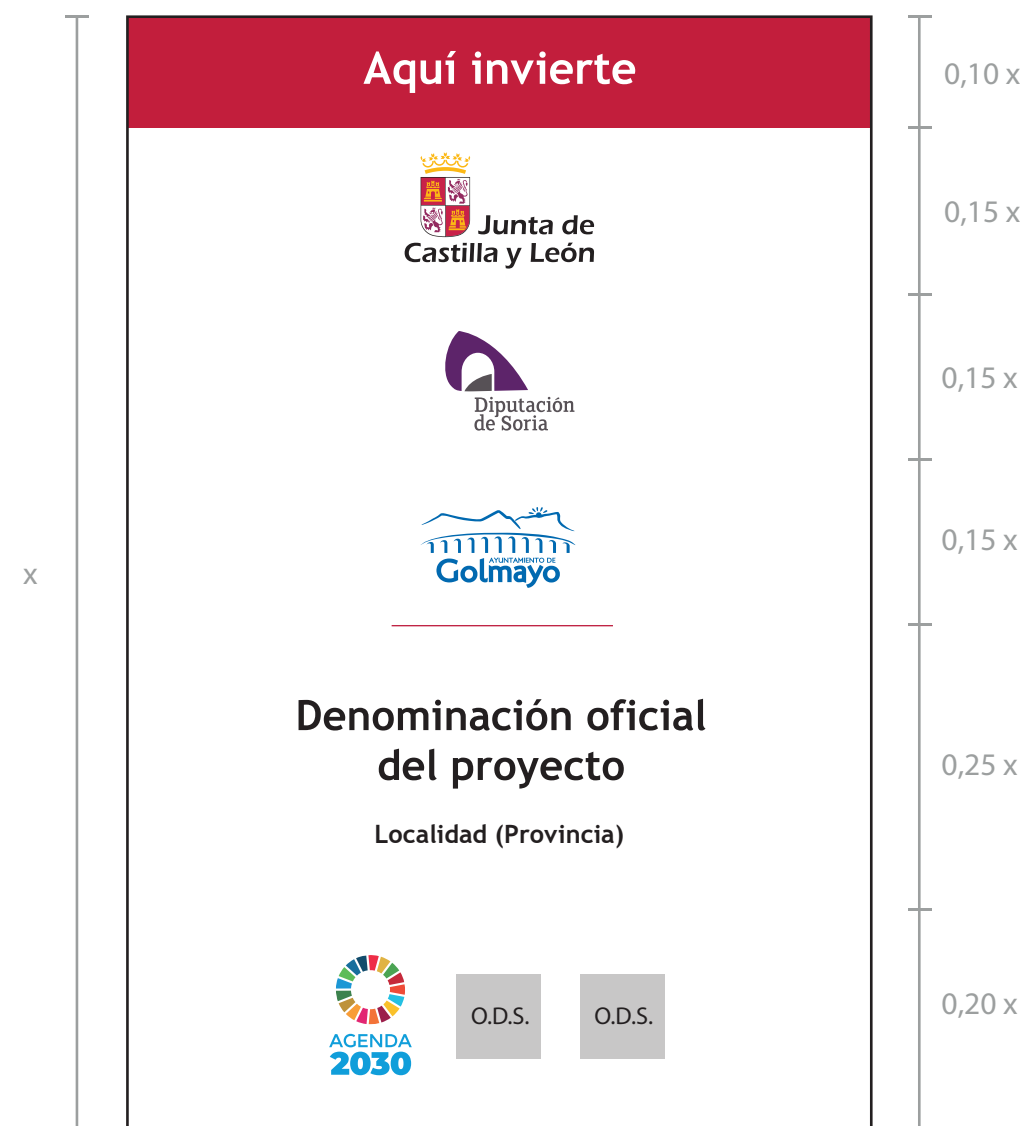 Aquí invierte
0,10 x
Junta de
Castilla y León
0,15 x
Diputación
de Soria
0,15 x
AYUNTAMIENTO DE
Golmayo
0,15 x
x
Denominación oficial
del proyecto
0,25 x
Localidad (Provincia)
AGENDA
2030
O.D.S.
O.D.S.
0,20 x